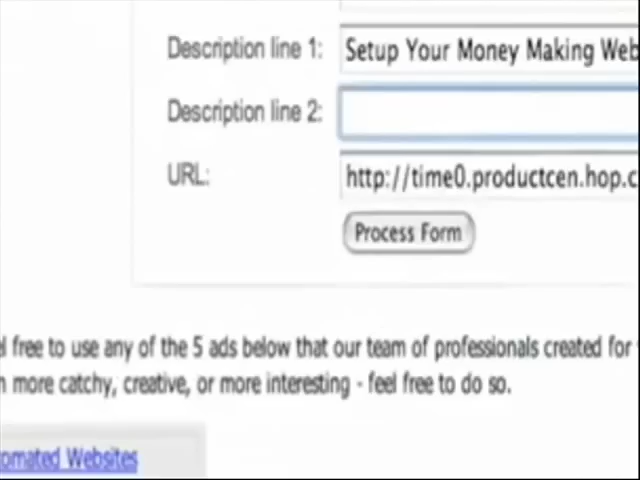 Description line 1: Setup Your Money Making Web
Description line 2:
URL: http://time0.productcen.hop.c
Process Form
free to use any of the 5 ads below that our team of professionals created for
more catchy, creative, or more interesting - feel free to do so.
omated Websites